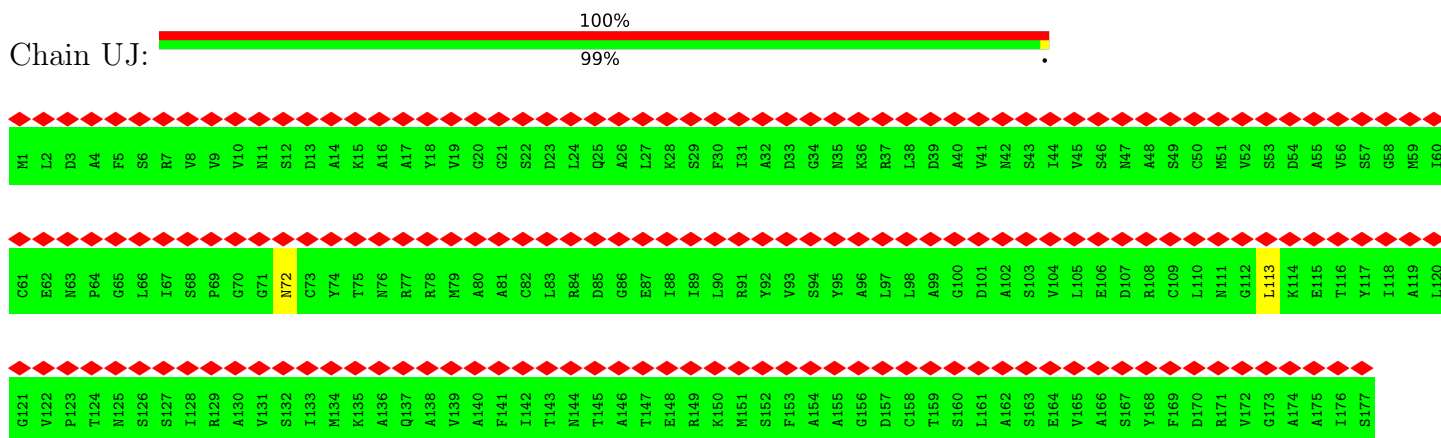 100%
Chain UJ:
99%
.
M1 L2 D3 A4 F5 S6 R7 V8 V9 V10 N11 S12 D13 A14 K15 A16 A17 Y18 V19 G20 G21 S22 D23 L24 Q25 A26 L27 K28 S29 F30 I31 A32 D33 G34 N35 K36 R37 L38 D39 A40 V41 N42 S43 I44 V45 S46 N47 A48 S49 C50 M51 V52 S53 D54 A55 V56 S57 G58 M59 I60
C61 E62 N63 P64 G65 L66 I67 S68 P69 G70 G71 N72 C73 Y74 T75 N76 R77 R78 M79 A80 A81 C82 L83 R84 D85 G86 E87 I88 I89 L90 R91 Y92 V93 S94 Y95 A96 L97 L98 A99 G100 D101 A102 S103 V104 L105 E106 D107 R108 C109 L110 N111 G112 L113 K114 E115 T116 Y117 I118 A119 L120
G121 V122 P123 T124 N125 S126 S127 I128 R129 A130 V131 S132 I133 M134 K135 A136 Q137 A138 V139 A140 F141 I142 T143 N144 T145 A146 T147 E148 R149 K150 M151 S152 F153 A154 A155 G156 D157 C158 T159 S160 L161 A162 S163 E164 V165 A166 S167 Y168 F169 D170 R171 V172 G173 A174 A175 I176 S177